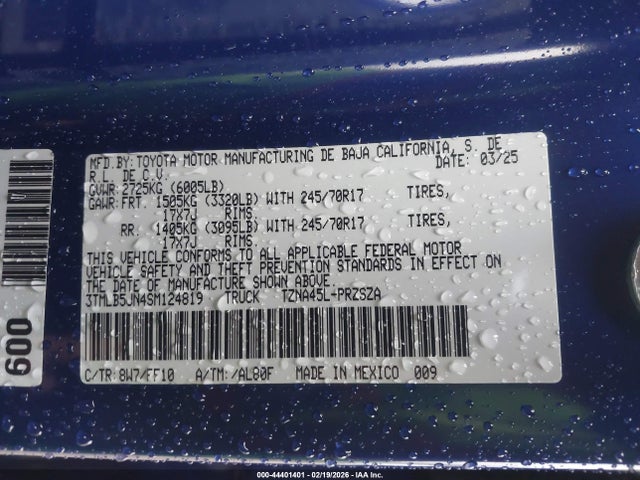 MFD.BY:TOYOTA MOTOR MANUFACTURING DE BAJA CALIFORNIA, S. DE
R.L. DE C.V. DATE: 03/25
GVWR: 2725KG (6005LB)
GAWR: FRT. 1505KG (3320LB) WITH 245/70R17 TIRES,
17X7J RIMS.
RR. 1405KG (3095LB) WITH 245/70R17 TIRES,
17X7J RIMS.
THIS VEHICLE CONFORMS TO ALL APPLICABLE FEDERAL MOTOR
VEHICLE SAFETY AND THEFT PREVENTION STANDARDS IN EFFECT ON
THE DATE OF MANUFACTURE SHOWN ABOVE.
3TMLB5JN4SM124819 TRUCK TZNA45L-PRZSZA
C/TR: 8W7/FF10 A/TM:/AL80F MADE IN MEXICO 009
600
000-44401401 - 02/19/2026 - IAAI.COM